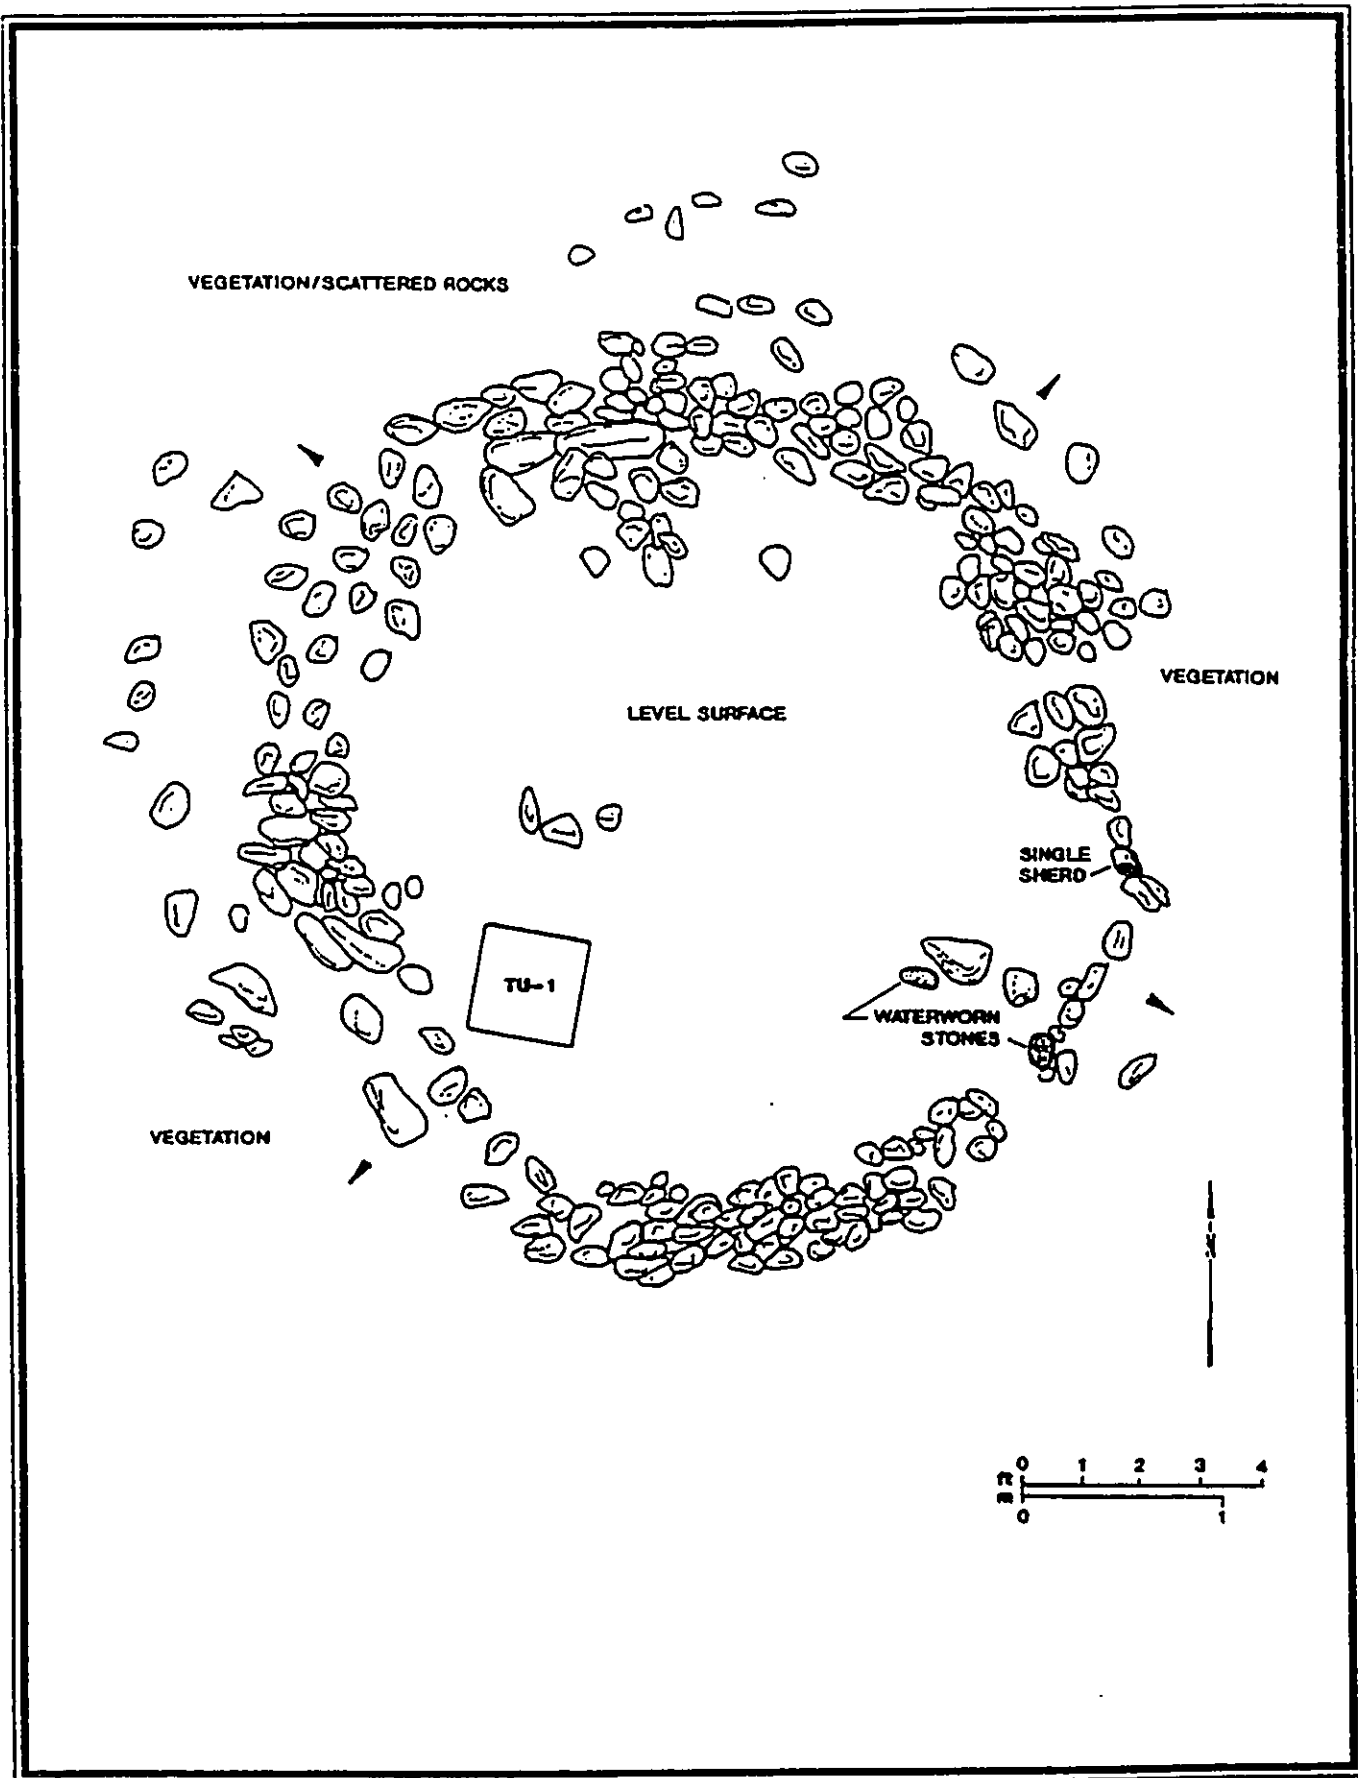 VEGETATION/SCATTERED ROCKS
VEGETATION
LEVEL SURFACE
SINGLE
SHERD
TU-1
WATERWORN
STONES
VEGETATION
0 1 2 3 4
ft
m
0 1